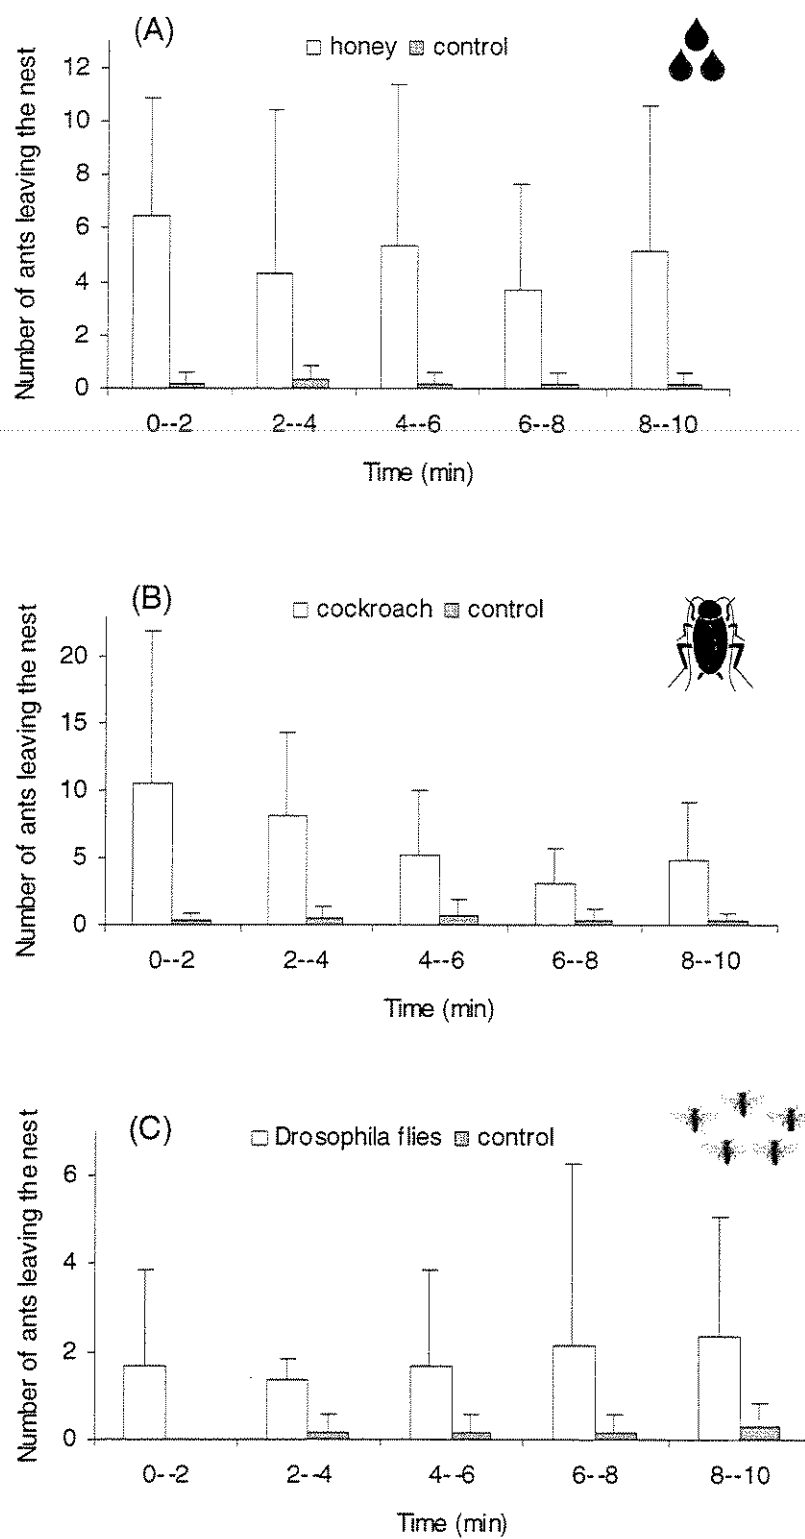 (A)
honey control
Number of ants leaving the nest
12
10
8
6
4
2
0
0--2 2--4 4--6 6--8 8--10
Time (min)
(B)
cockroach control
Number of ants leaving the nest
20
15
10
5
0
0--2 2--4 4--6 6--8 8--10
Time (min)
(C)
Drosophila flies control
Number of ants leaving the nest
6
4
2
0
0--2 2--4 4--6 6--8 8--10
Time (min)